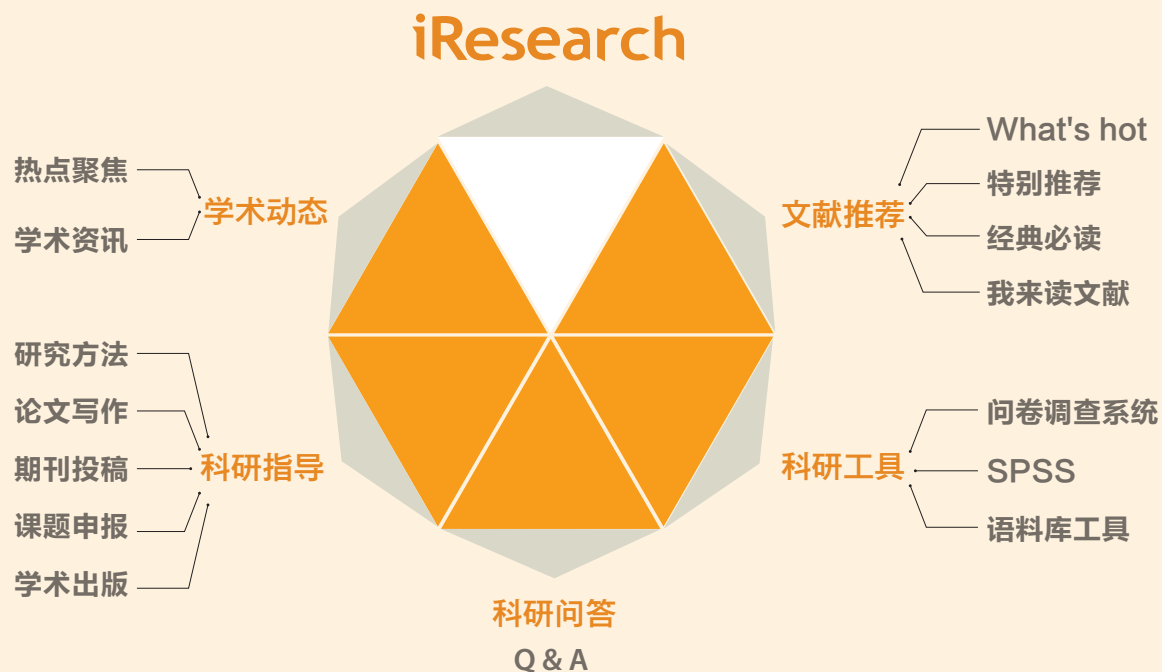 iResearch
学术动态
热点聚焦
学术资讯
科研指导
研究方法
论文写作
期刊投稿
课题申报
学术出版
文献推荐
What's hot
特别推荐
经典必读
我来读文献
科研工具
问卷调查系统
SPSS
语料库工具
科研问答
Q & A